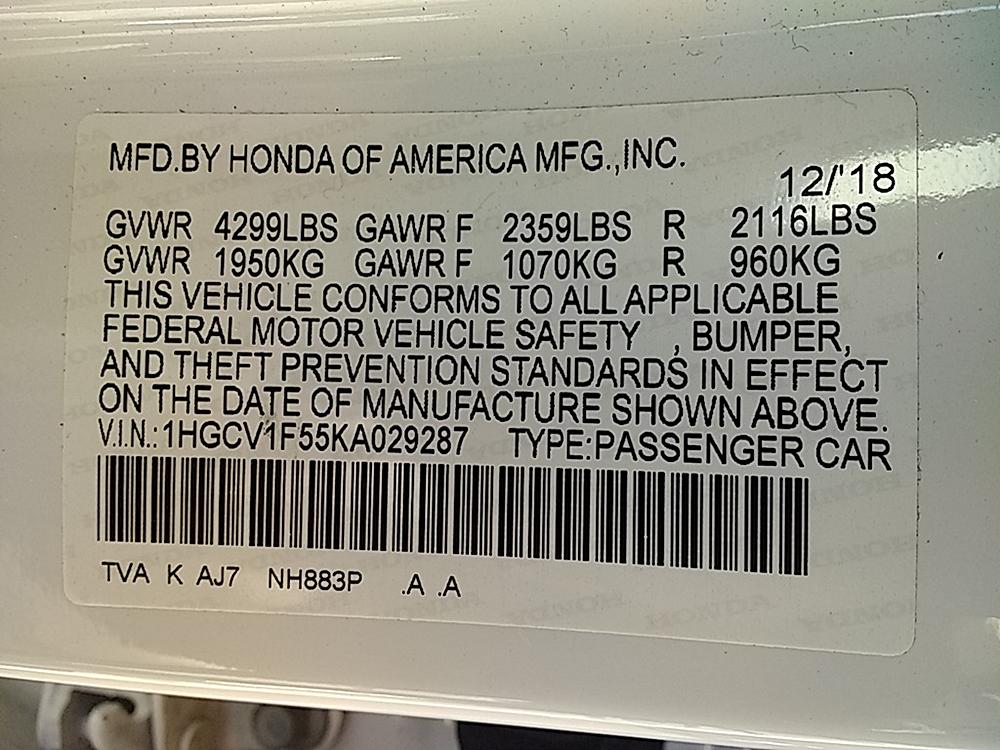 MFD.BY HONDA OF AMERICA MFG.,INC.
12/'18
GVWR 4299LBS GAWR F 2359LBS R 2116LBS
GVWR 1950KG GAWR F 1070KG R 960KG
THIS VEHICLE CONFORMS TO ALL APPLICABLE
FEDERAL MOTOR VEHICLE SAFETY , BUMPER,
AND THEFT PREVENTION STANDARDS IN EFFECT
ON THE DATE OF MANUFACTURE SHOWN ABOVE.
V.I.N.:1HGCV1F55KA029287 TYPE:PASSENGER CAR
TVA K AJ7 NH883P .A .A